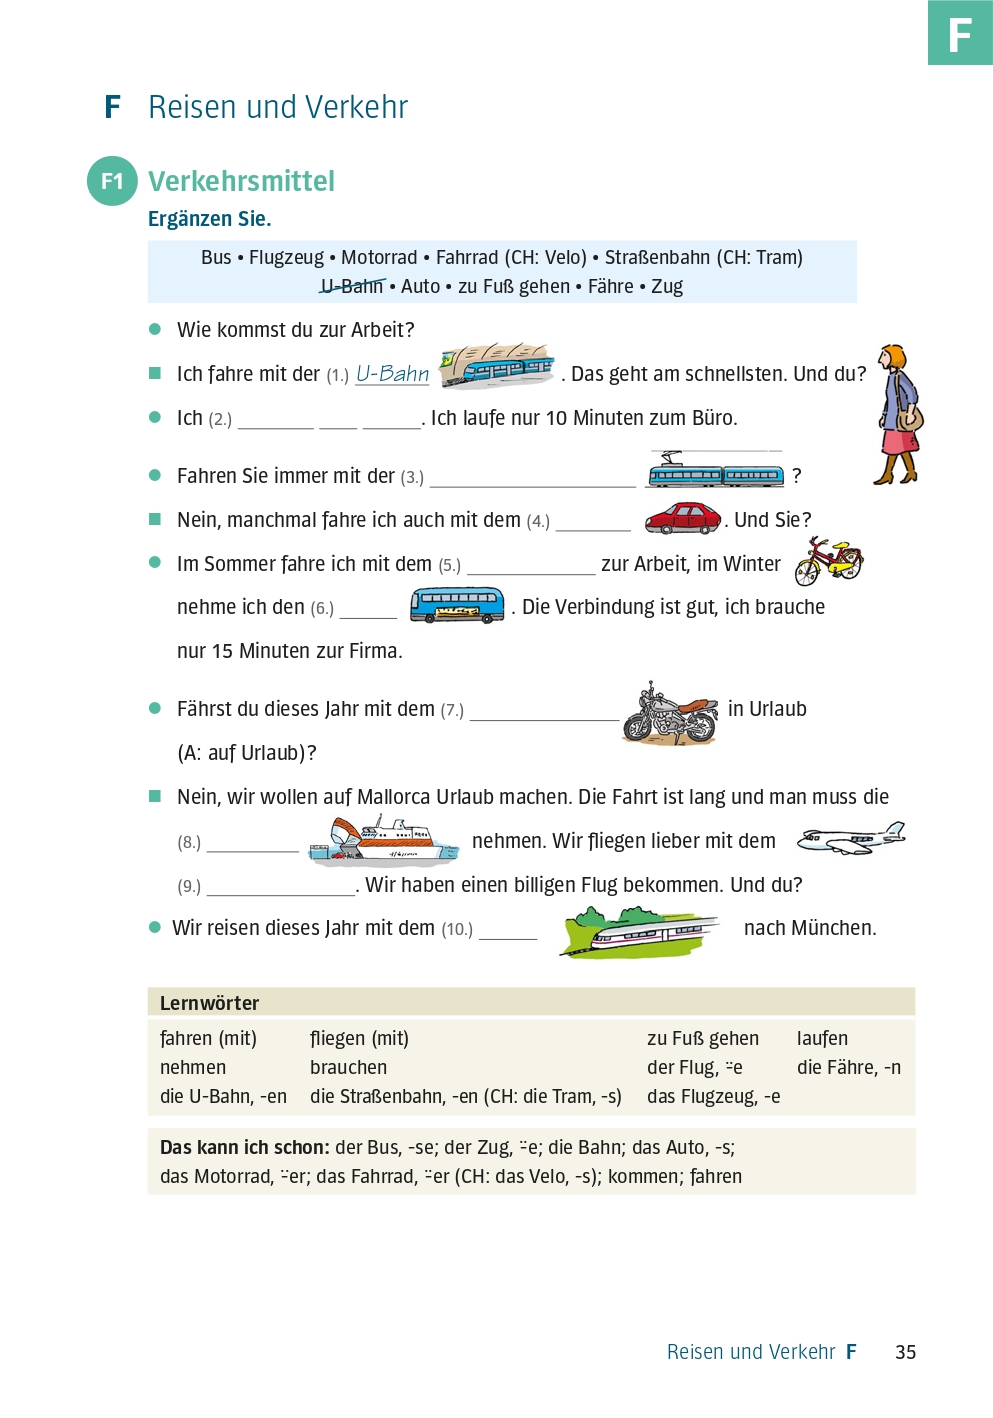 F
F Reisen und Verkehr
F1 Verkehrsmittel
Ergänzen Sie.
Bus • Flugzeug • Motorrad • Fahrrad (CH: Velo) • Straßenbahn (CH: Tram)
U-Bahn • Auto • zu Fuß gehen • Fähre • Zug
● Wie kommst du zur Arbeit?
■ Ich fahre mit der (1.) U-Bahn . Das geht am schnellsten. Und du?
● Ich (2.) ________ ____ ______. Ich laufe nur 10 Minuten zum Büro.
● Fahren Sie immer mit der (3.) ______________________ ?
■ Nein, manchmal fahre ich auch mit dem (4.) ________ . Und Sie?
● Im Sommer fahre ich mit dem (5.) ______________ zur Arbeit, im Winter
nehme ich den (6.) ______ . Die Verbindung ist gut, ich brauche
nur 15 Minuten zur Firma.
● Fährst du dieses Jahr mit dem (7.) ________________ in Urlaub
(A: auf Urlaub)?
■ Nein, wir wollen auf Mallorca Urlaub machen. Die Fahrt ist lang und man muss die
(8.) __________ nehmen. Wir fliegen lieber mit dem
(9.) ________________. Wir haben einen billigen Flug bekommen. Und du?
● Wir reisen dieses Jahr mit dem (10.) ______ nach München.
Lernwörter
fahren (mit) fliegen (mit) zu Fuß gehen laufen
nehmen brauchen der Flug, ¨-e die Fähre, -n
die U-Bahn, -en die Straßenbahn, -en (CH: die Tram, -s) das Flugzeug, -e
Das kann ich schon: der Bus, -se; der Zug, ¨-e; die Bahn; das Auto, -s;
das Motorrad, ¨-er; das Fahrrad, ¨-er (CH: das Velo, -s); kommen; fahren
Reisen und Verkehr F 35